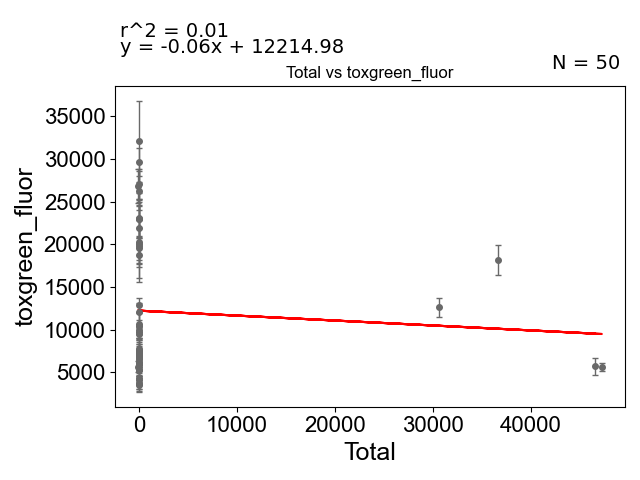 r^2 = 0.01
y = -0.06x + 12214.98
N = 50
Total vs toxgreen_fluor
35000
30000
25000
20000
15000
10000
5000
toxgreen_fluor
0 10000 20000 30000 40000
Total